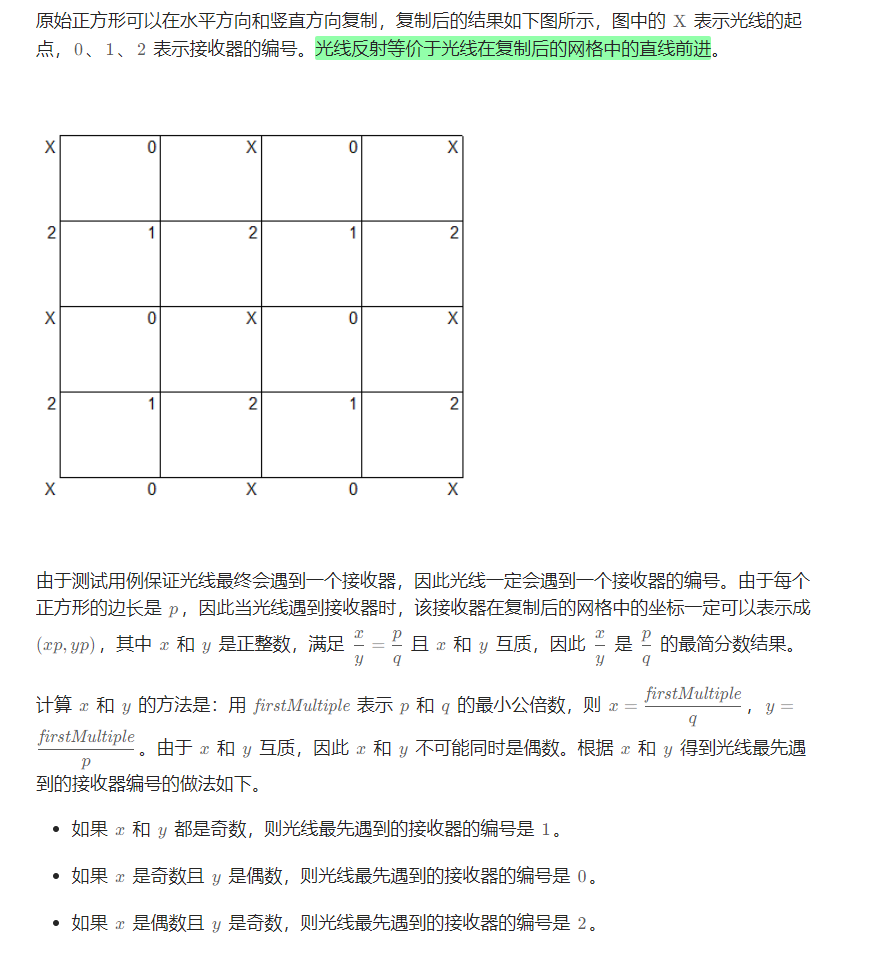 原始正方形可以在水平方向和竖直方向复制，复制后的结果如下图所示，图中的 X 表示光线的起
点，0、1、2 表示接收器的编号。光线反射等价于光线在复制后的网格中的直线前进。
X 0 X 0 X
2 1 2 1 2
X 0 X 0 X
2 1 2 1 2
X 0 X 0 X
由于测试用例保证光线最终会遇到一个接收器，因此光线一定会遇到一个接收器的编号。由于每个
正方形的边长是 p，因此当光线遇到接收器时，该接收器在复制后的网格中的坐标一定可以表示成
(xp, yp)，其中 x 和 y 是正整数，满足 x/y = p/q 且 x 和 y 互质，因此 x/y 是 p/q 的最简分数结果。
计算 x 和 y 的方法是：用 firstMultiple 表示 p 和 q 的最小公倍数，则 x = firstMultiple/q，y =
firstMultiple/p。由于 x 和 y 互质，因此 x 和 y 不可能同时是偶数。根据 x 和 y 得到光线最先遇
到的接收器编号的做法如下。
• 如果 x 和 y 都是奇数，则光线最先遇到的接收器的编号是 1。
• 如果 x 是奇数且 y 是偶数，则光线最先遇到的接收器的编号是 0。
• 如果 x 是偶数且 y 是奇数，则光线最先遇到的接收器的编号是 2。